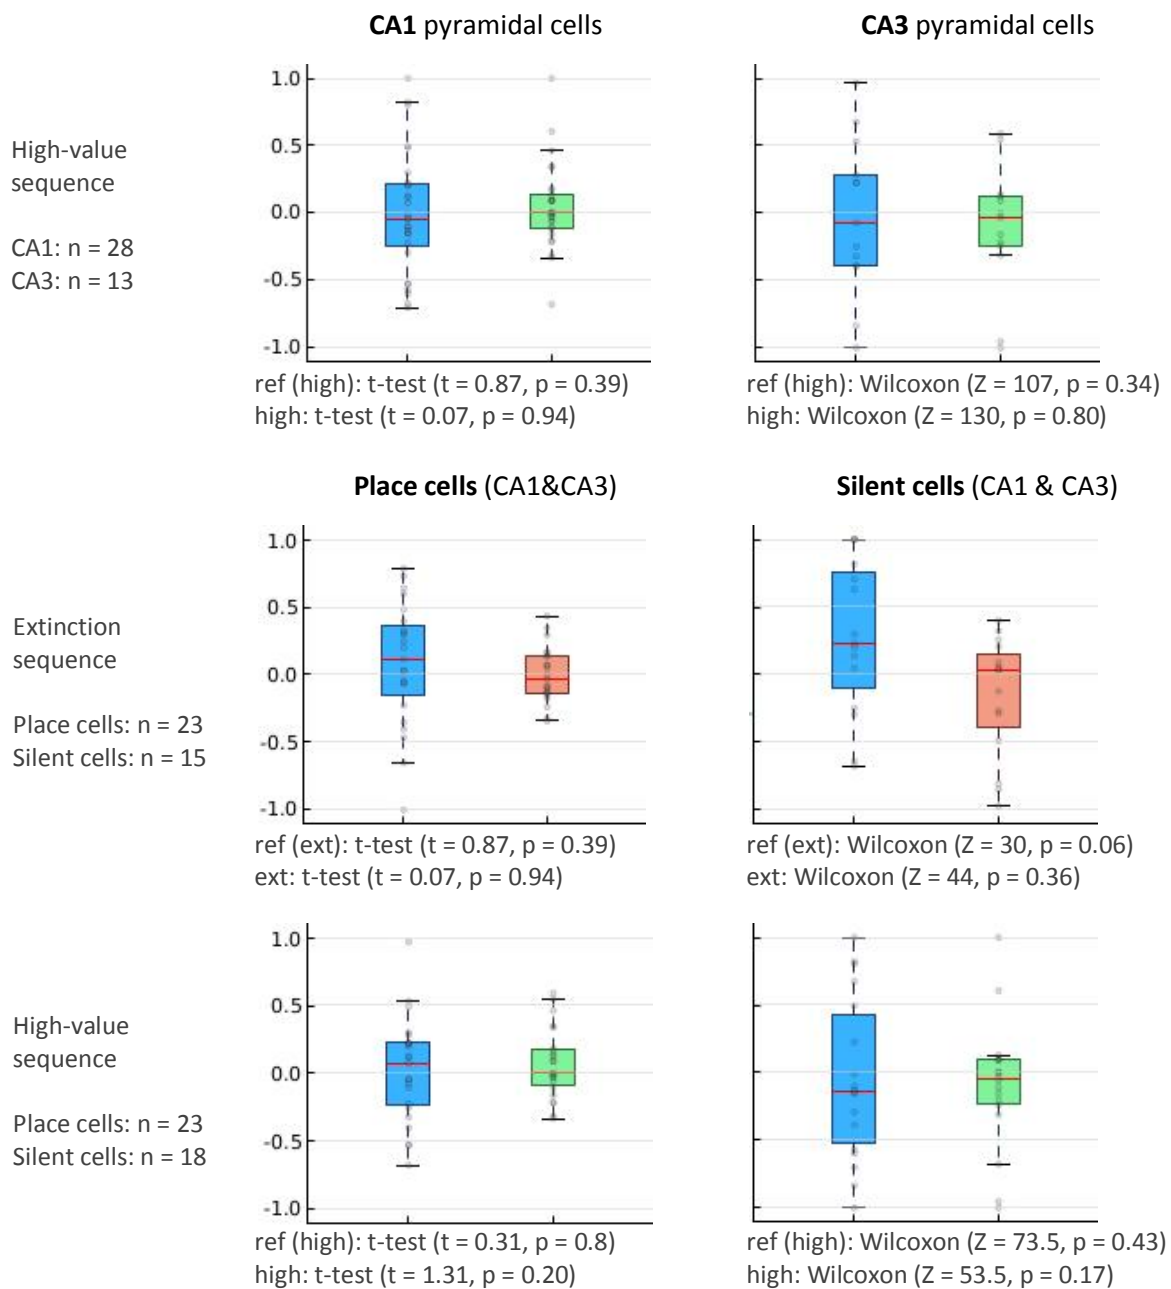 CA1 pyramidal cells
CA3 pyramidal cells
High-value
sequence
CA1: n = 28
CA3: n = 13
1.0
0.5
0.0
-0.5
-1.0
ref (high): t-test (t = 0.87, p = 0.39)
high: t-test (t = 0.07, p = 0.94)
ref (high): Wilcoxon (Z = 107, p = 0.34)
high: Wilcoxon (Z = 130, p = 0.80)
Place cells (CA1&CA3)
Silent cells (CA1 & CA3)
Extinction
sequence
Place cells: n = 23
Silent cells: n = 15
1.0
0.5
0.0
-0.5
-1.0
ref (ext): t-test (t = 0.87, p = 0.39)
ext: t-test (t = 0.07, p = 0.94)
ref (ext): Wilcoxon (Z = 30, p = 0.06)
ext: Wilcoxon (Z = 44, p = 0.36)
High-value
sequence
Place cells: n = 23
Silent cells: n = 18
1.0
0.5
0.0
-0.5
-1.0
ref (high): t-test (t = 0.31, p = 0.8)
high: t-test (t = 1.31, p = 0.20)
ref (high): Wilcoxon (Z = 73.5, p = 0.43)
high: Wilcoxon (Z = 53.5, p = 0.17)